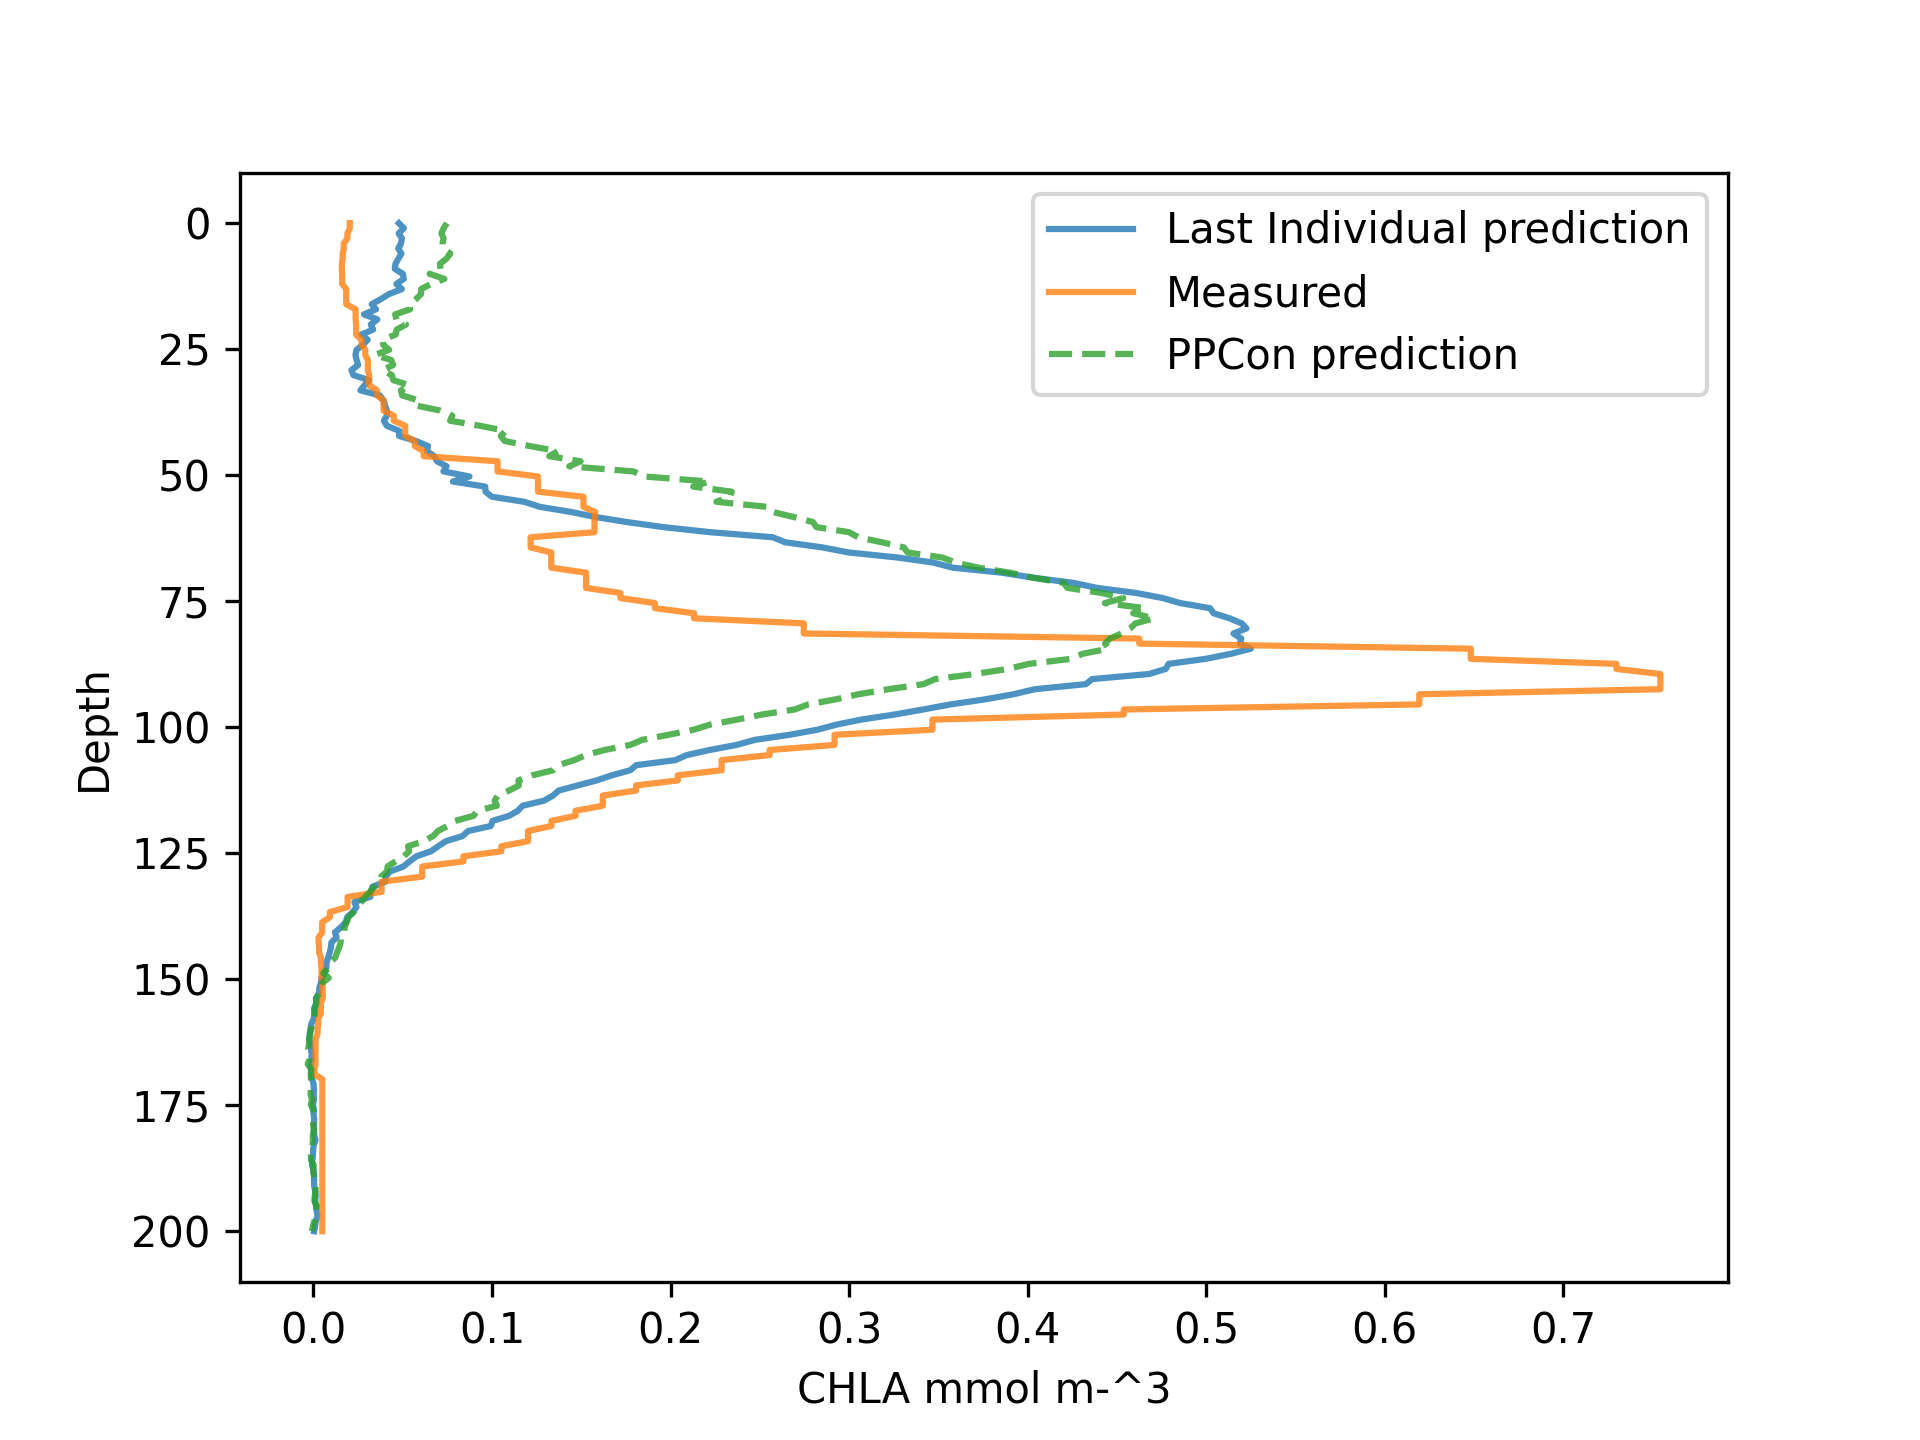 Last Individual prediction
Measured
PPCon prediction
Depth
0
25
50
75
100
125
150
175
200
0.0 0.1 0.2 0.3 0.4 0.5 0.6 0.7
CHLA mmol m-^3